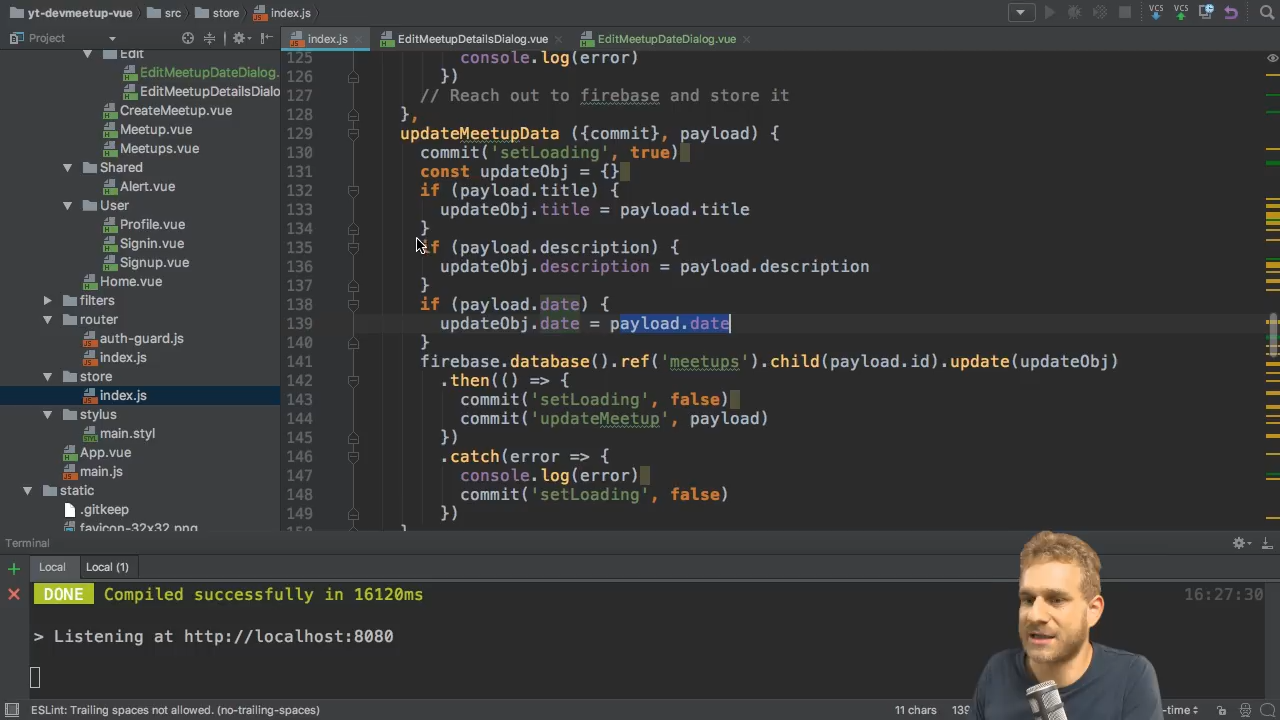 yt-devmeetup-vue
src
store
index.js
Project
index.js
EditMeetupDetailsDialog.vue
EditMeetupDateDialog.vue
VCS
VCS
Edit
EditMeetupDateDialog.
EditMeetupDetailsDialo
CreateMeetup.vue
Meetup.vue
Meetups.vue
Shared
Alert.vue
User
Profile.vue
Signin.vue
Signup.vue
Home.vue
filters
router
auth-guard.js
index.js
store
index.js
stylus
main.styl
App.vue
main.js
static
.gitkeep
favicon-32x32.png
125 console.log(error)
126 })
127 // Reach out to firebase and store it
128 },
129 updateMeetupData ({commit}, payload) {
130 commit('setLoading', true)
131 const updateObj = {}
132 if (payload.title) {
133 updateObj.title = payload.title
134 }
135 if (payload.description) {
136 updateObj.description = payload.description
137 }
138 if (payload.date) {
139 updateObj.date = payload.date
140 }
141 firebase.database().ref('meetups').child(payload.id).update(updateObj)
142 .then(() => {
143 commit('setLoading', false)
144 commit('updateMeetup', payload)
145 })
146 .catch(error => {
147 console.log(error)
148 commit('setLoading', false)
149 })
Terminal
Local
Local (1)
DONE Compiled successfully in 16120ms
16:27:30
> Listening at http://localhost:8080
ESLint: Trailing spaces not allowed. (no-trailing-spaces)
11 chars
139
-time